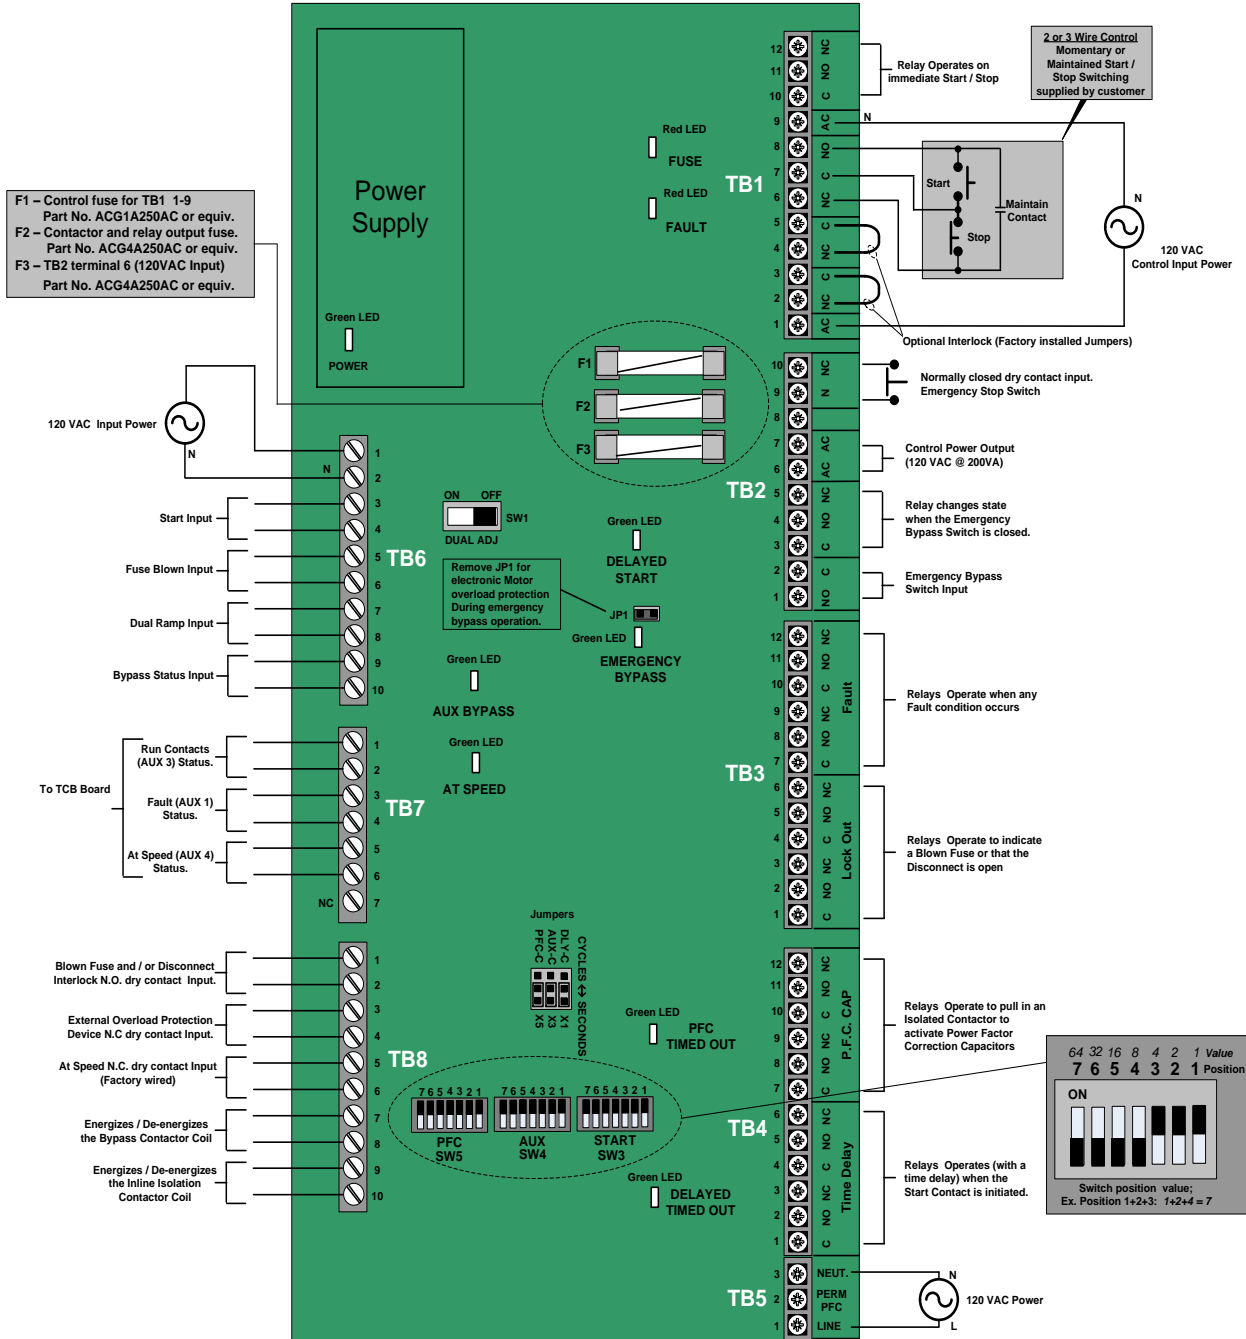 2 or 3 Wire Control
Momentary or
Maintained Start /
Stop Switching
supplied by customer
12 NC
11 NO
10 C
Relay Operates on
immediate Start / Stop
9 AC N
8 NO
7 C
6 NC
5 C
4 NC
3 C
2 NC
1 AC
TB1
Start
Stop
Maintain
Contact
N
120 VAC
Control Input Power
Optional Interlock (Factory installed Jumpers)
Power
Supply
Green LED
POWER
Red LED
FUSE
Red LED
FAULT
F1 – Control fuse for TB1 1-9
Part No. ACG1A250AC or equiv.
F2 – Contactor and relay output fuse.
Part No. ACG4A250AC or equiv.
F3 – TB2 terminal 6 (120VAC Input)
Part No. ACG4A250AC or equiv.
F1
F2
F3
10 NC
9 N
8
7 AC
6 AC
5 NC
4 NO
3 C
2 C
1 NO
TB2
Normally closed dry contact input.
Emergency Stop Switch
Control Power Output
(120 VAC @ 200VA)
Relay changes state
when the Emergency
Bypass Switch is closed.
Emergency Bypass
Switch Input
120 VAC Input Power
N
N
1
2
3
4
5
6
7
8
9
10
TB6
Start Input
Fuse Blown Input
Dual Ramp Input
Bypass Status Input
ON OFF
SW1
DUAL ADJ
Green LED
DELAYED
START
Remove JP1 for
electronic Motor
overload protection
During emergency
bypass operation.
JP1
Green LED
EMERGENCY
BYPASS
Green LED
AUX BYPASS
Green LED
AT SPEED
12 NC
11 NO
10 C
9 NC
8 NO
7 C
Fault
6 NC
5 NO
4 C
3 NC
2 NO
1 C
Lock Out
TB3
Relays Operate when any
Fault condition occurs
Relays Operate to indicate
a Blown Fuse or that the
Disconnect is open
To TCB Board
Run Contacts
(AUX 3) Status.
Fault (AUX 1)
Status.
At Speed (AUX 4)
Status.
NC
1
2
3
4
5
6
7
TB7
Blown Fuse and / or Disconnect
Interlock N.O. dry contact Input.
External Overload Protection
Device N.C dry contact Input.
At Speed N.C. dry contact Input
(Factory wired)
Energizes / De-energizes
the Bypass Contactor Coil
Energizes / De-energizes
the Inline Isolation
Contactor Coil
1
2
3
4
5
6
7
8
9
10
TB8
Jumpers
PFC-C
AUX-C
DLY-C
X5
X3
X1
CYCLES ⇔ SECONDS
Green LED
PFC
TIMED OUT
7 6 5 4 3 2 1
PFC
SW5
7 6 5 4 3 2 1
AUX
SW4
7 6 5 4 3 2 1
START
SW3
Green LED
DELAYED
TIMED OUT
12 NC
11 NO
10 C
9 NC
8 NO
7 C
P.F.C. CAP
6 NC
5 NO
4 C
3 NC
2 NO
1 C
Time Delay
TB4
Relays Operate to pull in an
Isolated Contactor to
activate Power Factor
Correction Capacitors
Relays Operates (with a
time delay) when the
Start Contact is initiated.
64 32 16 8 4 2 1 Value
7 6 5 4 3 2 1 Position
ON
Switch position value;
Ex. Position 1+2+3: 1+2+4 = 7
TB5
3 NEUT.
2 PERM
PFC
1 LINE
N
L
120 VAC Power